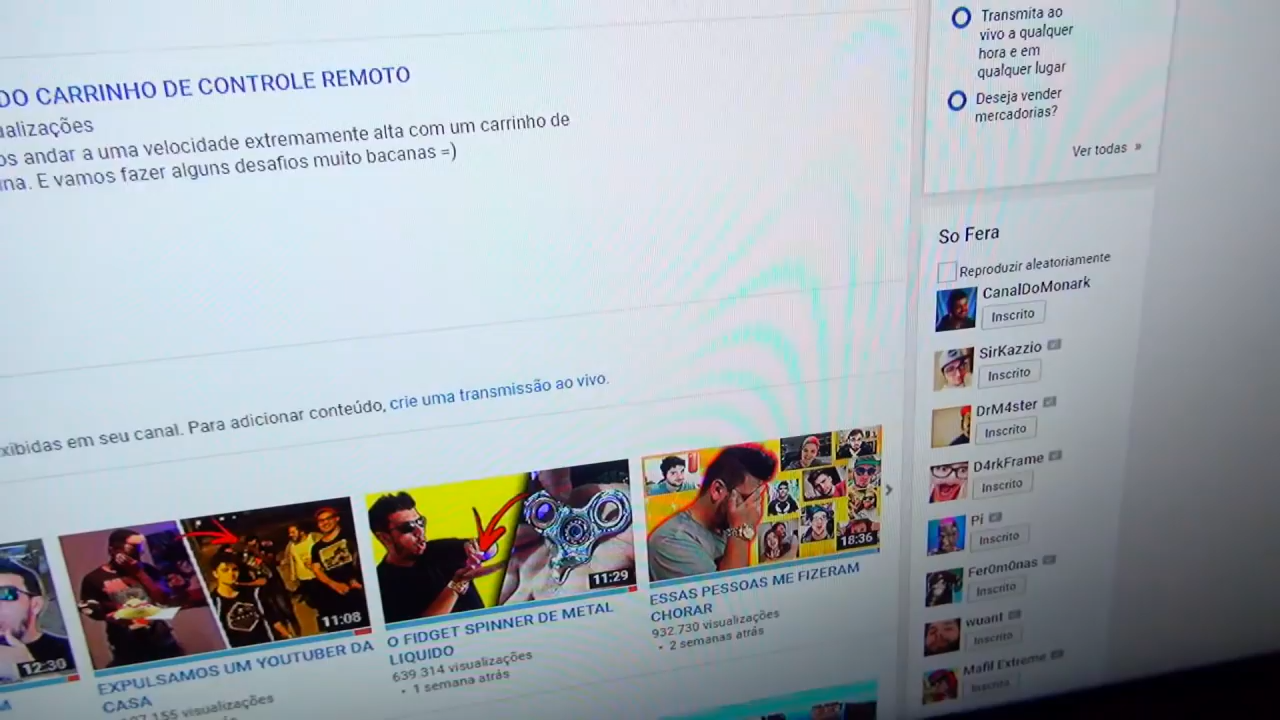 DO CARRINHO DE CONTROLE REMOTO
andar a uma velocidade extremamente alta com um carrinho de
E vamos fazer alguns desafios muito bacanas =)
em seu canal. Para adicionar conteúdo, crie uma transmissão ao vivo.
12:30
11:08
EXPULSAMOS UM YOUTUBER DA
CASA
visualizações
11:29
O FIDGET SPINNER DE METAL
LIQUIDO
639.314 visualizações
• 1 semana atrás
18:36
ESSAS PESSOAS ME FIZERAM
CHORAR
932.730 visualizações
• 2 semanas atrás
Transmita ao
vivo a qualquer
hora e em
qualquer lugar
Deseja vender
mercadorias?
Ver todas »
So Fera
Reproduzir aleatoriamente
CanalDoMonark
Inscrito
SirKazzio
Inscrito
DrM4ster
Inscrito
D4rkFrame
Inscrito
Pi
Inscrito
Fer0m0nas
Inscrito
wuant
Inscrito
Mafil Extreme
Inscrito